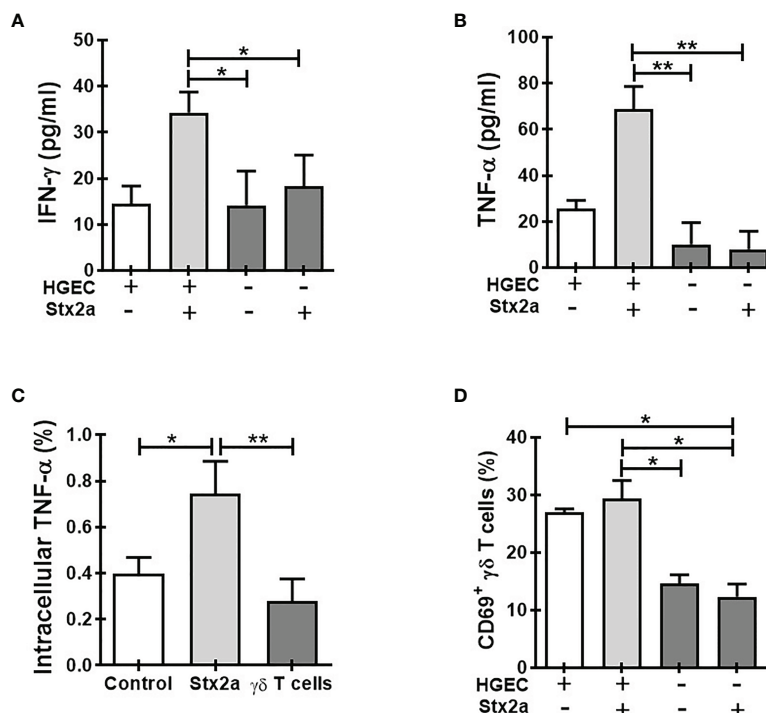 A
IFN-γ (pg/ml)
50
40
30
20
10
0
*
*
HGEC + + - -
Stx2a - + - +
B
TNF-α (pg/ml)
100
80
60
40
20
0
**
**
HGEC + + - -
Stx2a - + - +
C
Intracellular TNF-α (%)
1.0
0.8
0.6
0.4
0.2
0.0
* **
Control Stx2a γδ T cells
D
CD69+ γδ T cells (%)
40
30
20
10
0
*
*
*
HGEC + + - -
Stx2a - + - +